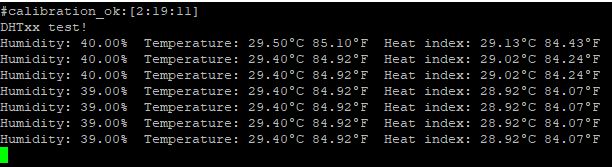 #calibration_ok:[2:19:11]
DHTxx test!
Humidity: 40.00%  Temperature: 29.50°C 85.10°F  Heat index: 29.13°C 84.43°F
Humidity: 40.00%  Temperature: 29.40°C 84.92°F  Heat index: 29.02°C 84.24°F
Humidity: 40.00%  Temperature: 29.40°C 84.92°F  Heat index: 29.02°C 84.24°F
Humidity: 39.00%  Temperature: 29.40°C 84.92°F  Heat index: 28.92°C 84.07°F
Humidity: 39.00%  Temperature: 29.40°C 84.92°F  Heat index: 28.92°C 84.07°F
Humidity: 39.00%  Temperature: 29.40°C 84.92°F  Heat index: 28.92°C 84.07°F
Humidity: 39.00%  Temperature: 29.40°C 84.92°F  Heat index: 28.92°C 84.07°F